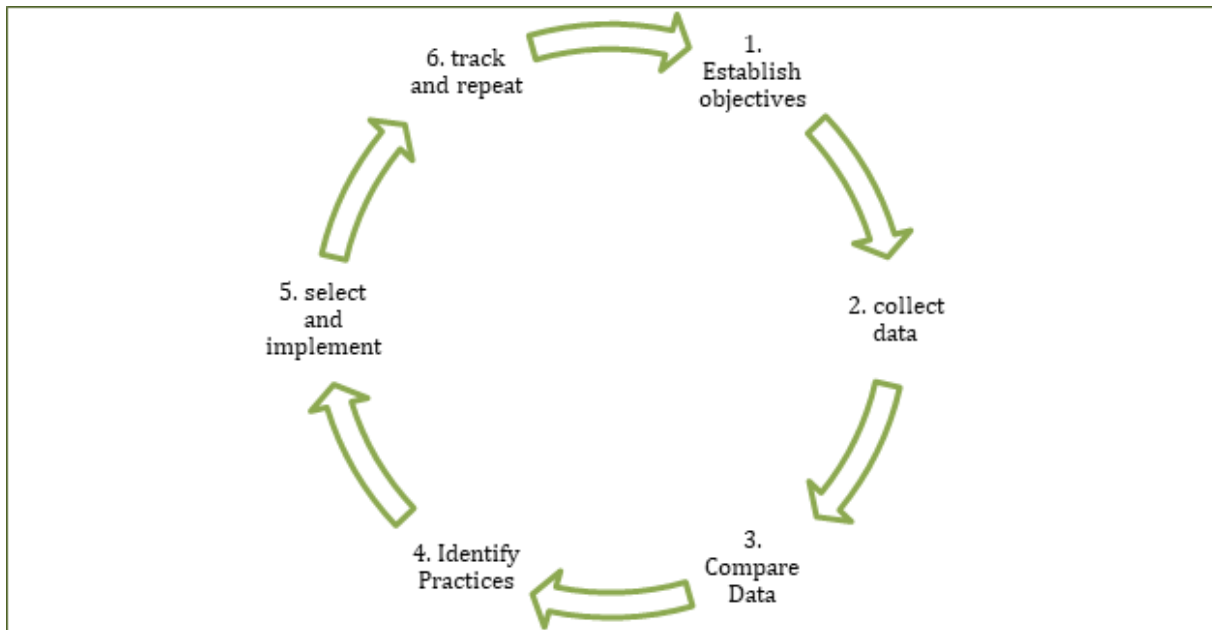 1.
Establish
objectives
2. collect
data
3.
Compare
Data
4. Identify
Practices
5. select
and
implement
6. track
and repeat